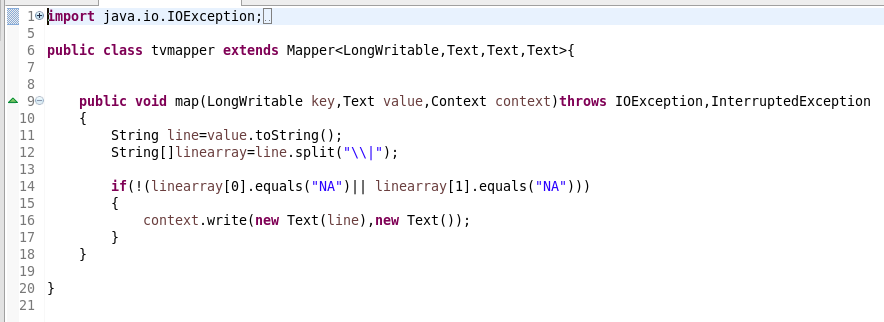 1 import java.io.IOException;
5
6 public class tvmapper extends Mapper<LongWritable,Text,Text,Text>{
7
8
9 public void map(LongWritable key,Text value,Context context)throws IOException,InterruptedException
10 {
11 String line=value.toString();
12 String[]linearray=line.split("\\|");
13
14 if(!(linearray[0].equals("NA")|| linearray[1].equals("NA")))
15 {
16 context.write(new Text(line),new Text());
17 }
18 }
19
20 }
21